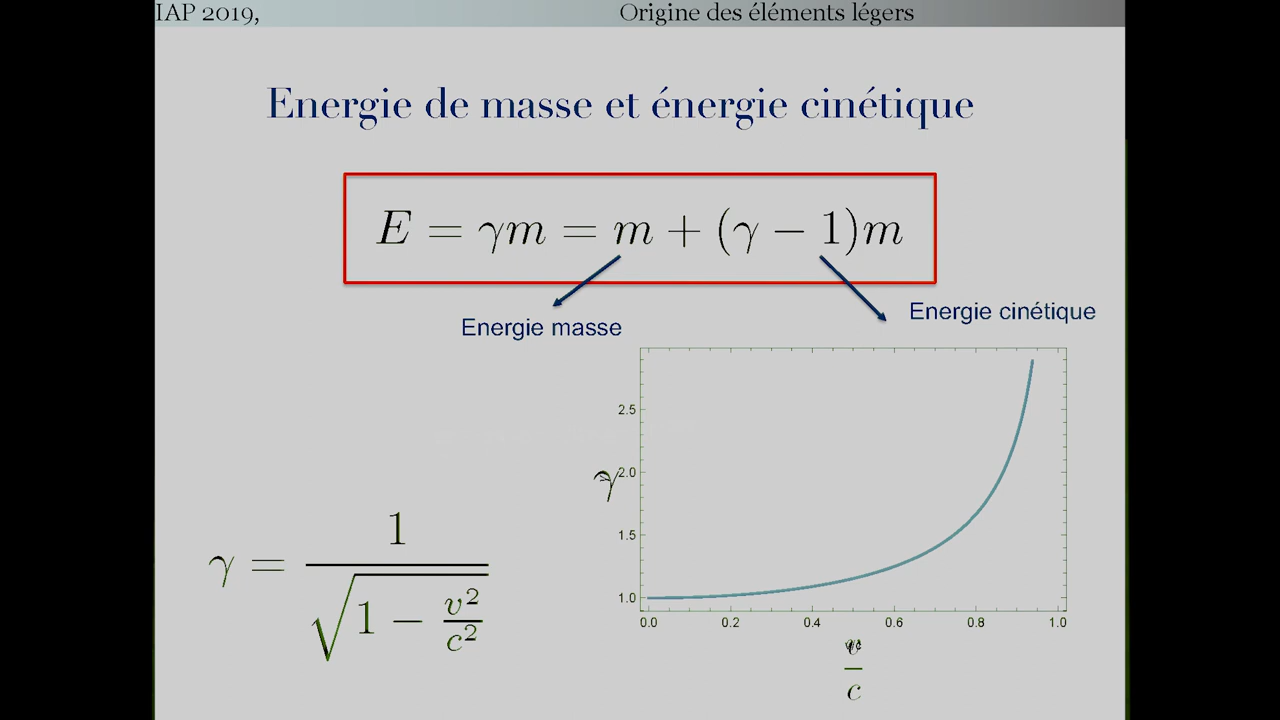 IAP 2019, Origine des éléments légers
Energie de masse et énergie cinétique
E = γm = m + (γ − 1)m
Energie masse
Energie cinétique
2.5
γ
2.0
1.5
1.0
0.0 0.2 0.4 0.6 0.8 1.0
v
c
γ = 1 / √(1 − v²/c²)